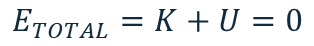 E_TOTAL = K + U = 0